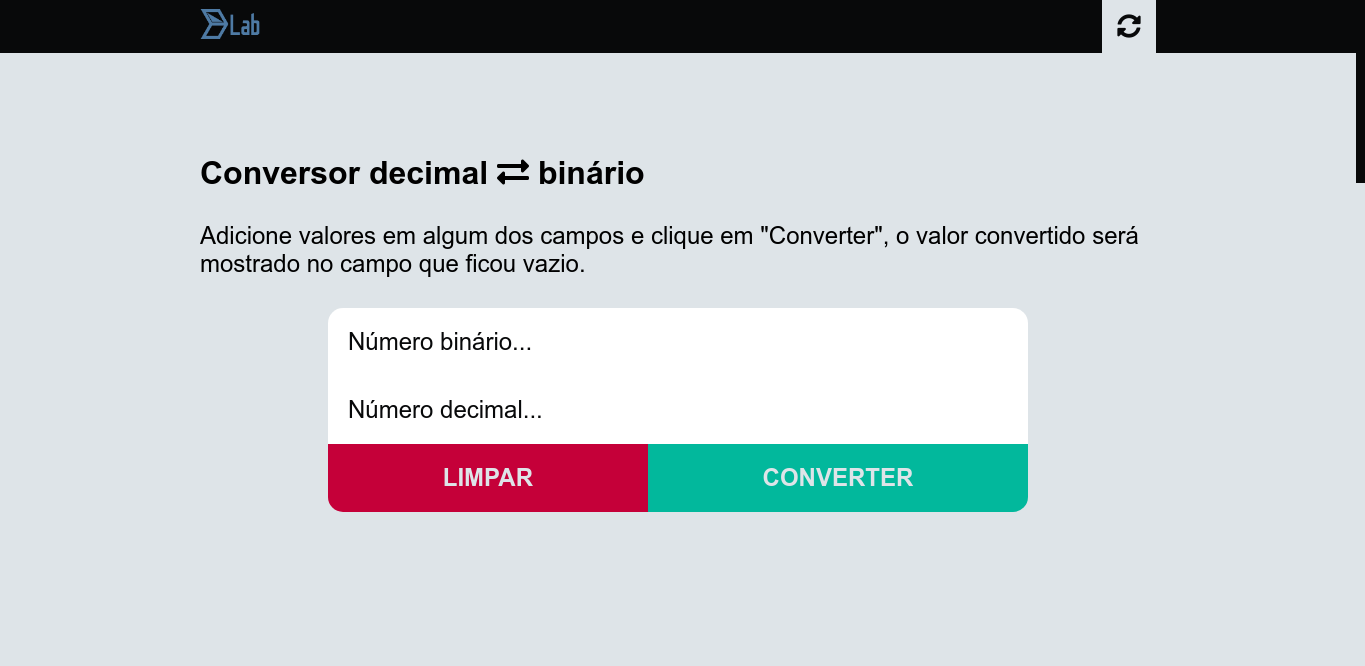 Lab
Conversor decimal ⇄ binário
Adicione valores em algum dos campos e clique em "Converter", o valor convertido será
mostrado no campo que ficou vazio.
Número binário...
Número decimal...
LIMPAR CONVERTER